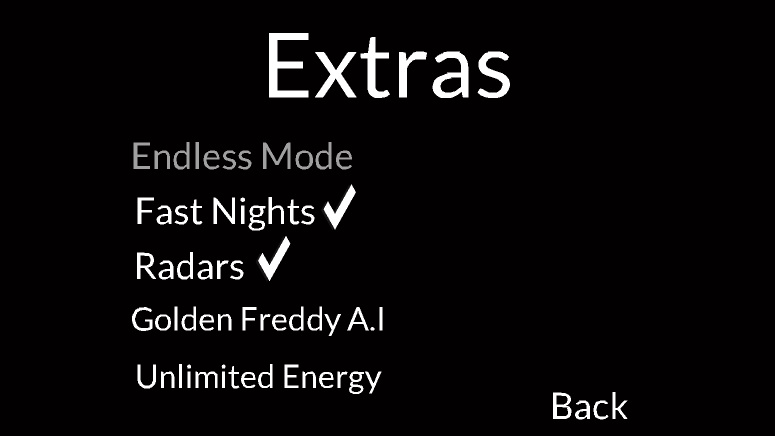 Extras
Endless Mode
Fast Nights
Radars
Golden Freddy A.I
Unlimited Energy
Back